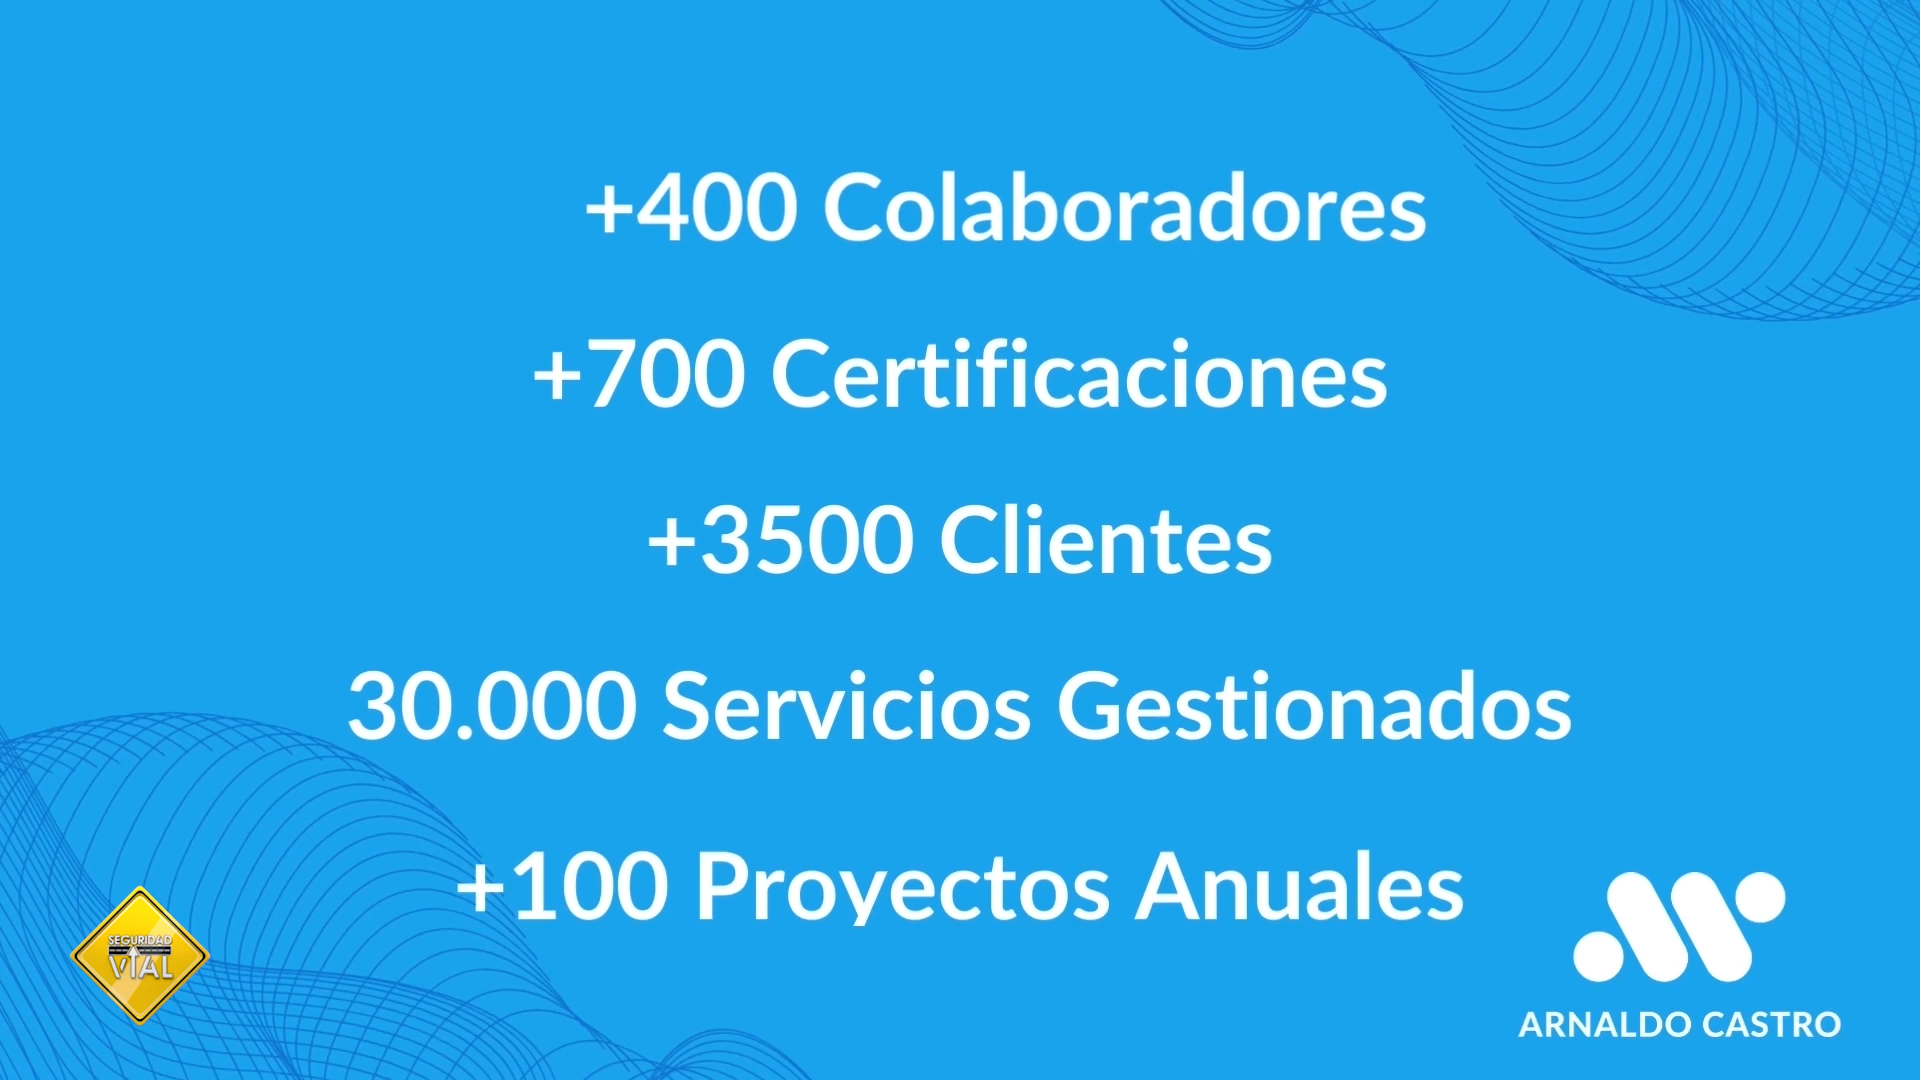 +400 Colaboradores
+700 Certificaciones
+3500 Clientes
30.000 Servicios Gestionados
+100 Proyectos Anuales
SEGURIDAD
VIAL
ARNALDO CASTRO